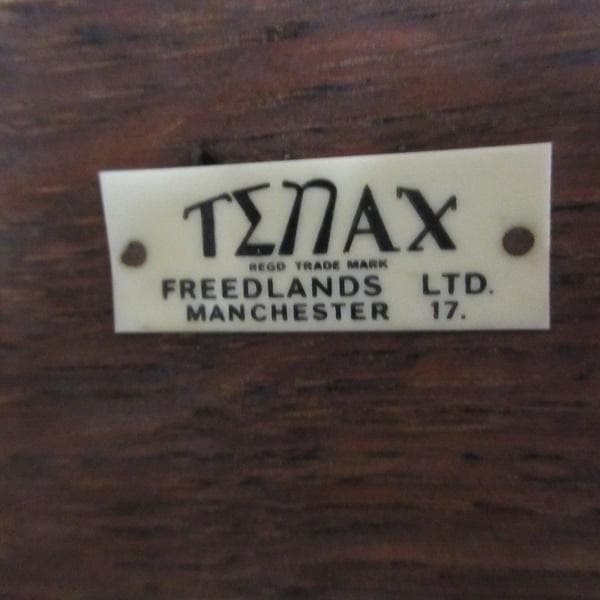 TENAX
REGD TRADE MARK
FREEDLANDS LTD.
MANCHESTER 17.